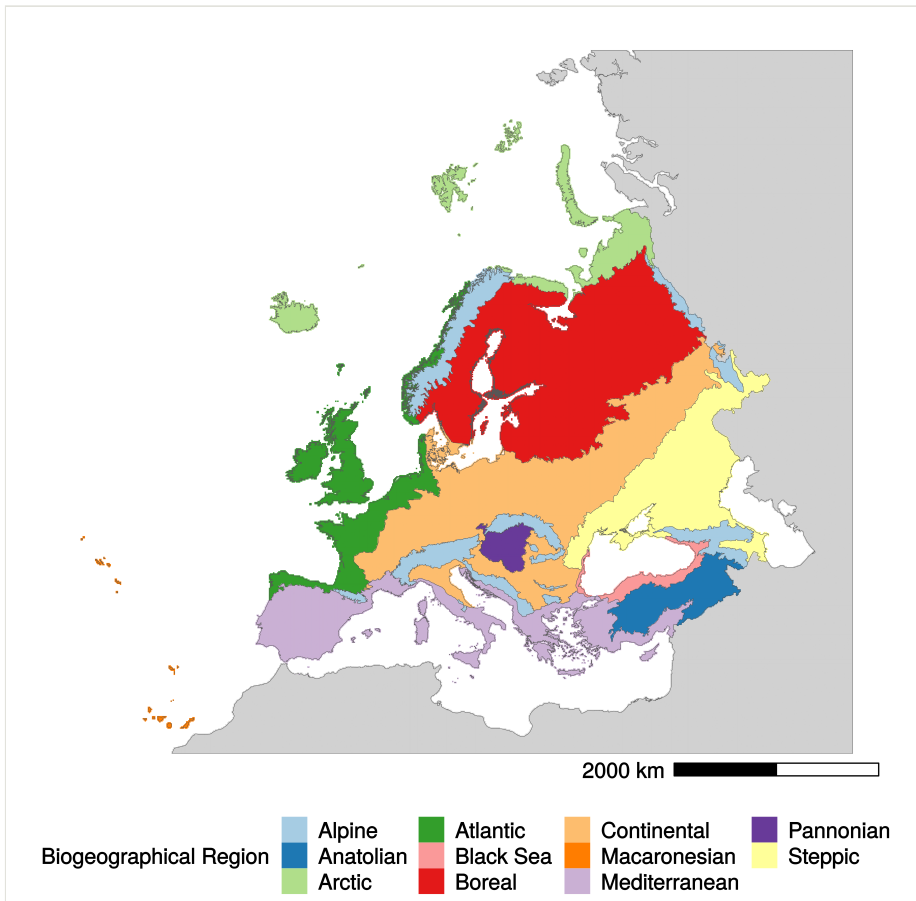 2000 km
Alpine Atlantic Continental Pannonian
Biogeographical Region Anatolian Black Sea Macaronesian Steppic
Arctic Boreal Mediterranean